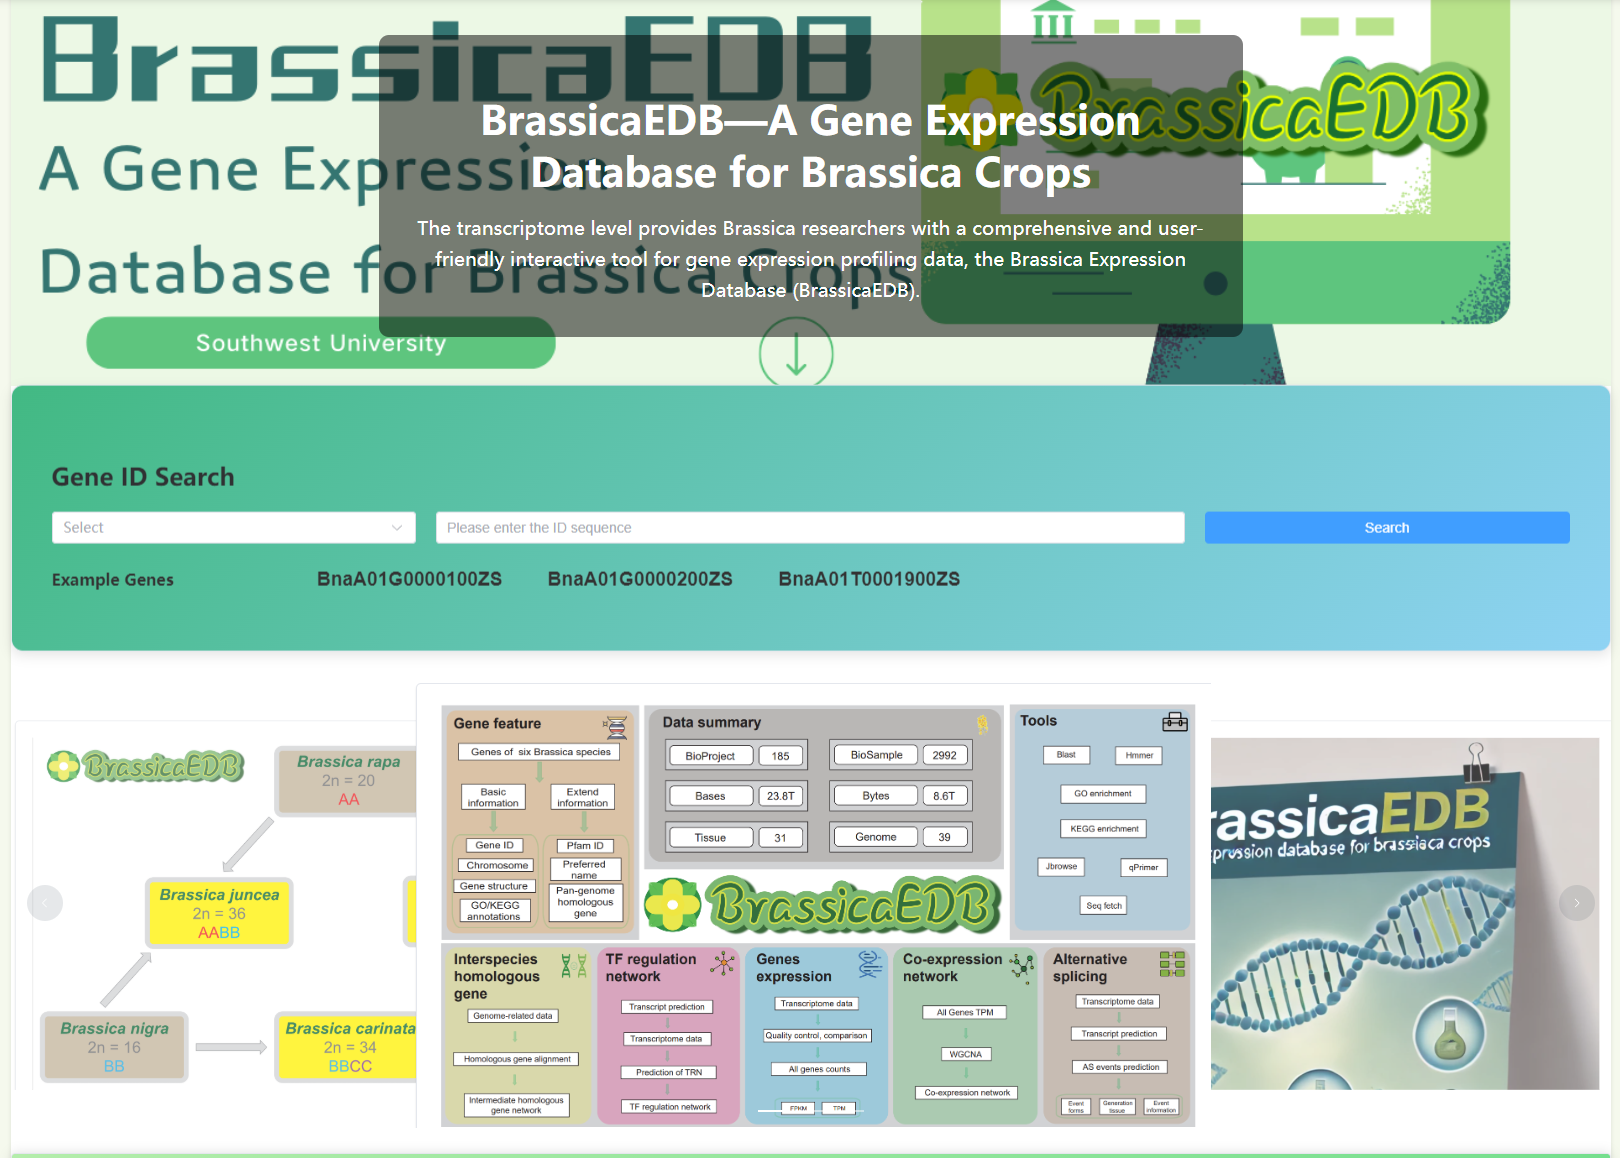 BrassicaEDB
A Gene Expression
Database for Brassica Crops
Southwest University
BrassicaEDB
BrassicaEDB—A Gene Expression
Database for Brassica Crops
The transcriptome level provides Brassica researchers with a comprehensive and user-
friendly interactive tool for gene expression profiling data, the Brassica Expression
Database (BrassicaEDB).
Gene ID Search
Select
Please enter the ID sequence
Search
Example Genes
BnaA01G0000100ZS
BnaA01G0000200ZS
BnaA01T0001900ZS
BrassicaEDB
Brassica rapa
2n = 20
AA
Brassica juncea
2n = 36
AABB
Brassica nigra
2n = 16
BB
Brassica carinata
2n = 34
BBCC
Gene feature
Genes of six Brassica species
Basic
information
Extend
information
Gene ID
Chromosome
Gene structure
GO/KEGG
annotations
Pfam ID
Preferred
name
Pan-genome
homologous
gene
Data summary
BioProject
185
BioSample
2992
Bases
23.8T
Bytes
8.6T
Tissue
31
Genome
39
BrassicaEDB
Tools
Blast
Hmmer
GO enrichment
KEGG enrichment
Jbrowse
qPrimer
Seq fetch
Interspecies
homologous
gene
Genome-related data
Homologous gene alignment
Intermediate homologous
gene network
TF regulation
network
Transcript prediction
Transcriptome data
Prediction of TRN
TF regulation network
Genes
expression
Transcriptome data
Quality control, comparison
All genes counts
FPKM
TPM
Co-expression
network
All Genes TPM
WGCNA
Co-expression network
Alternative
splicing
Transcriptome data
Transcript prediction
AS events prediction
Event
forms
Generation
tissue
Event
information
rassicaEDB
prossion database for brassiaca crops